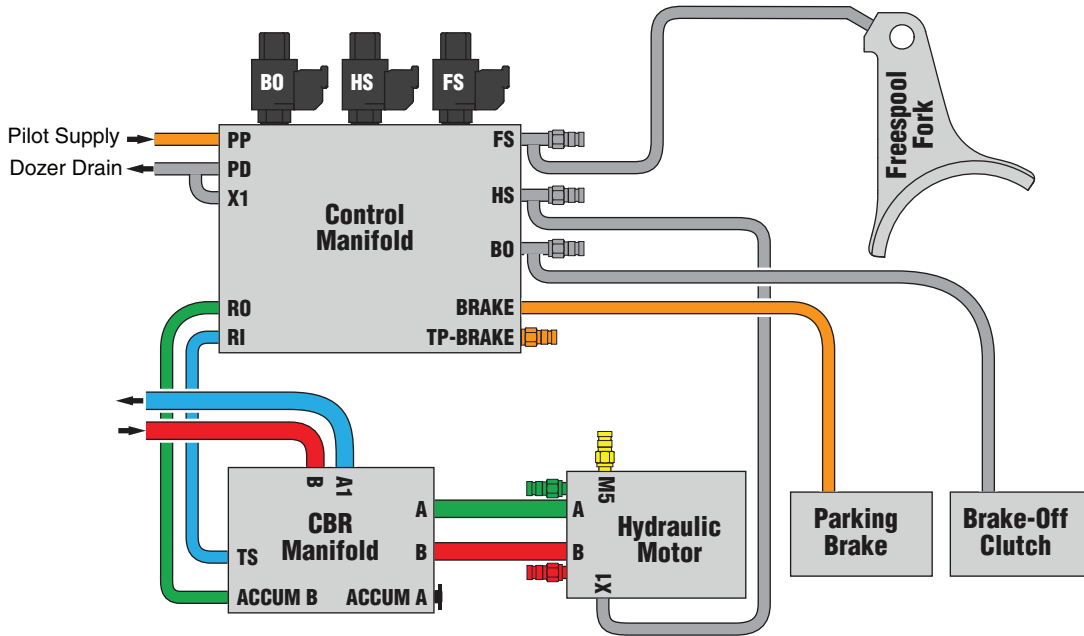 BO
HS
FS
Pilot Supply
Dozer Drain
PP
PD
X1
Control
Manifold
FS
HS
BO
RO
RI
BRAKE
TP-BRAKE
Freespool
Fork
B
A1
CBR
Manifold
A
B
TS
ACCUM B
ACCUM A
M5
A
B
Hydraulic
Motor
LX
Parking
Brake
Brake-Off
Clutch